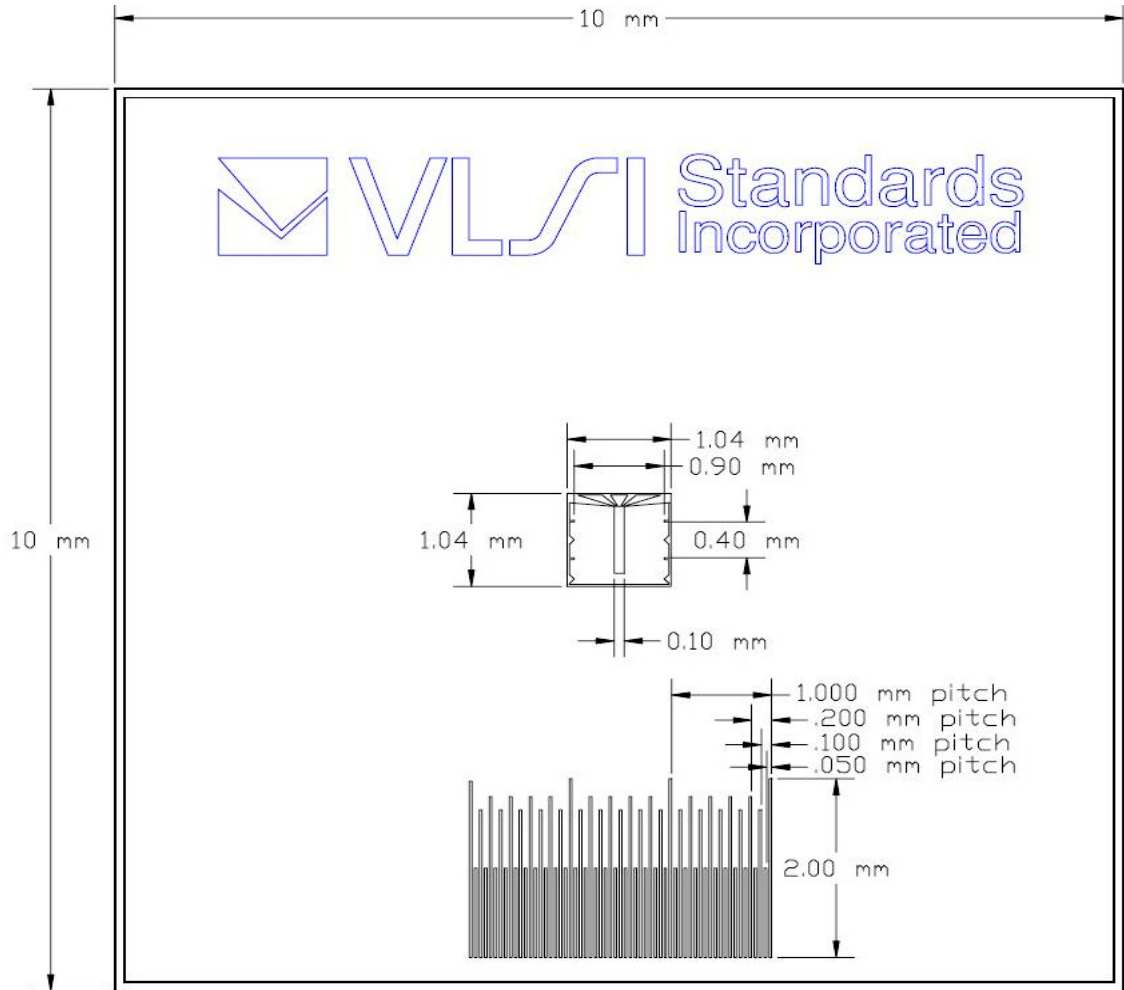 10 mm
VLSI Standards
Incorporated
1.04 mm
0.90 mm
10 mm
1.04 mm
0.40 mm
0.10 mm
1.000 mm pitch
.200 mm pitch
.100 mm pitch
.050 mm pitch
2.00 mm